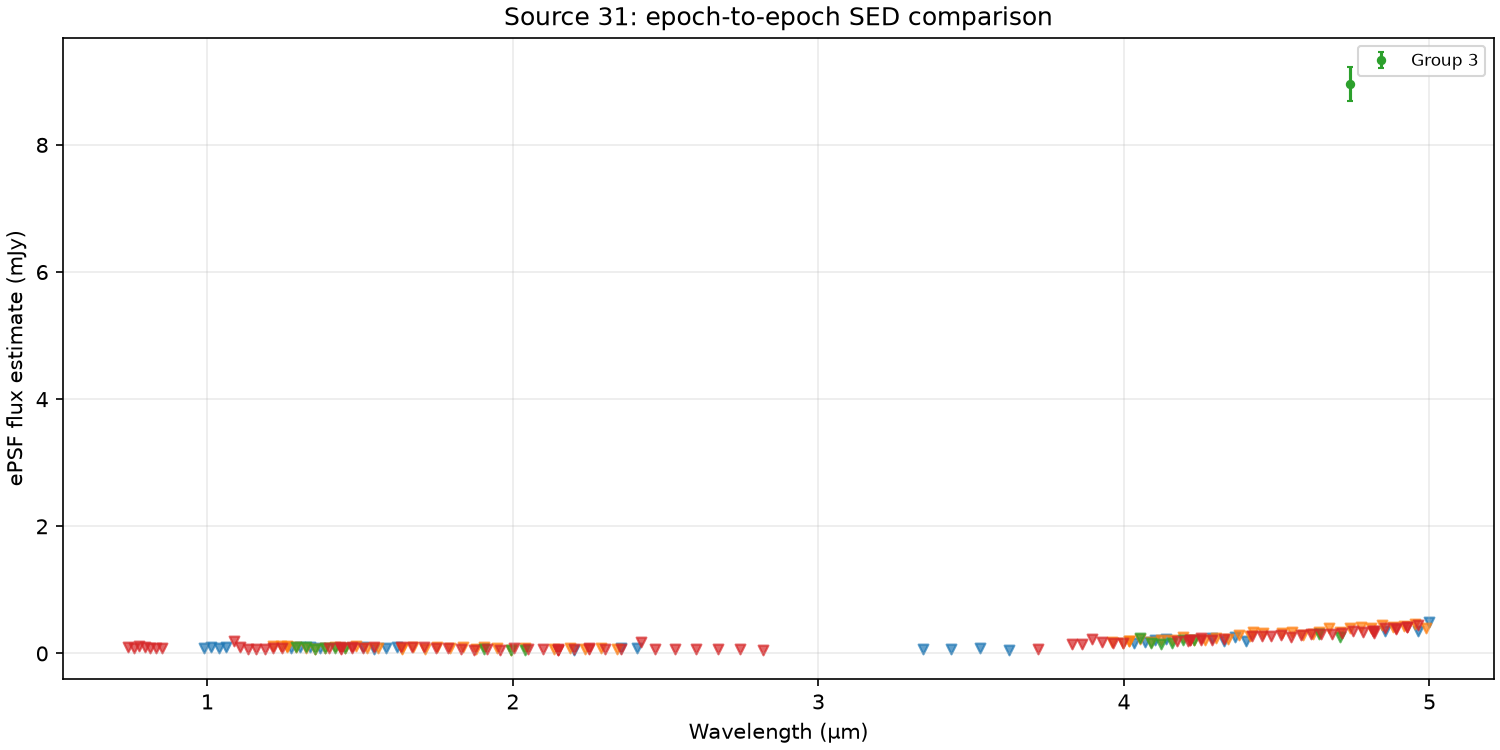 Source 31: epoch-to-epoch SED comparison
Group 3
ePSF flux estimate (mJy)
8
6
4
2
0
1 2 3 4 5
Wavelength (µm)